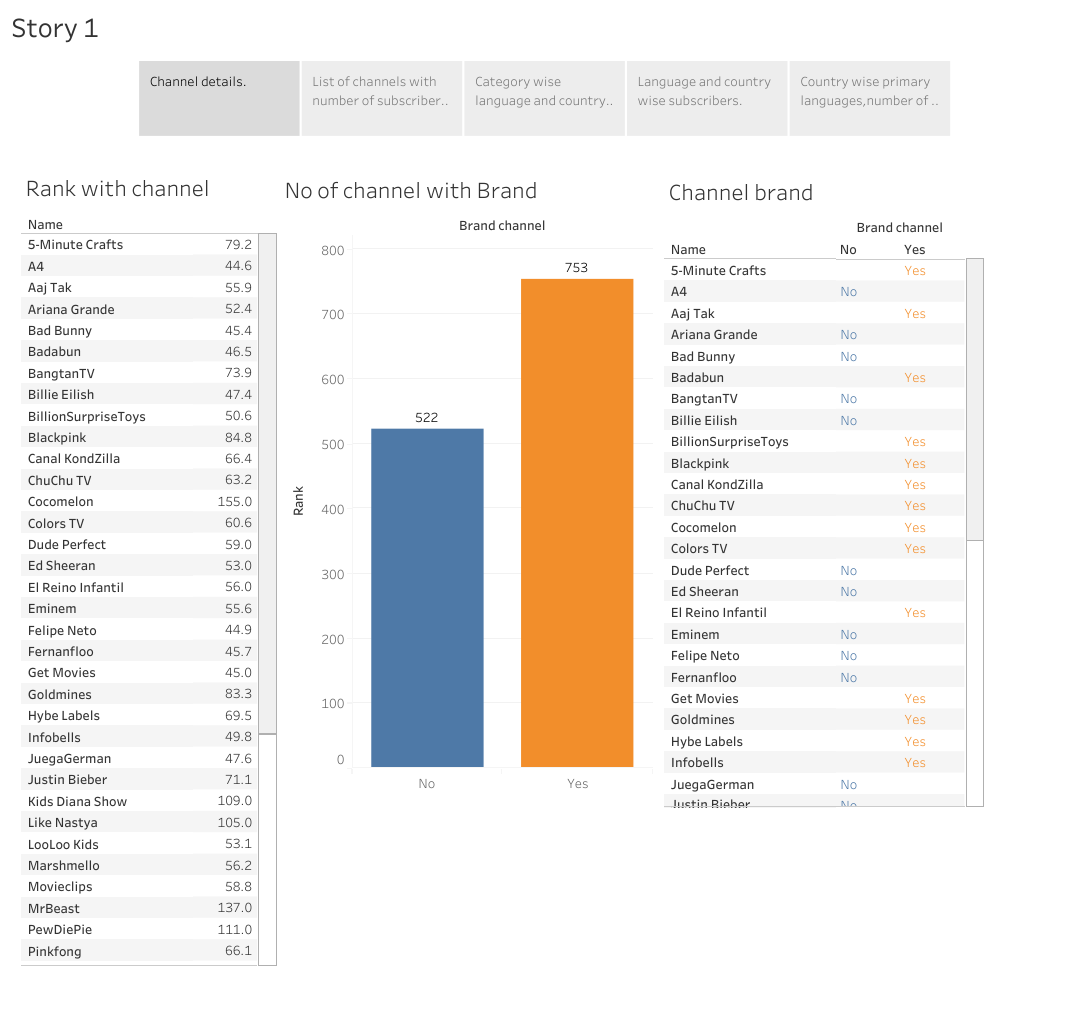 Story 1
Channel details.
List of channels with
number of subscriber..
Category wise
language and country..
Language and country
wise subscribers.
Country wise primary
languages,number of ..
Rank with channel
Name
5-Minute Crafts 79.2
A4 44.6
Aaj Tak 55.9
Ariana Grande 52.4
Bad Bunny 45.4
Badabun 46.5
BangtanTV 73.9
Billie Eilish 47.4
BillionSurpriseToys 50.6
Blackpink 84.8
Canal KondZilla 66.4
ChuChu TV 63.2
Cocomelon 155.0
Colors TV 60.6
Dude Perfect 59.0
Ed Sheeran 53.0
El Reino Infantil 56.0
Eminem 55.6
Felipe Neto 44.9
Fernanfloo 45.7
Get Movies 45.0
Goldmines 83.3
Hybe Labels 69.5
Infobells 49.8
JuegaGerman 47.6
Justin Bieber 71.1
Kids Diana Show 109.0
Like Nastya 105.0
LooLoo Kids 53.1
Marshmello 56.2
Movieclips 58.8
MrBeast 137.0
PewDiePie 111.0
Pinkfong 66.1
No of channel with Brand
Brand channel
Rank
800
700
600
500
400
300
200
100
0
522
753
No Yes
Channel brand
Brand channel
Name No Yes
5-Minute Crafts Yes
A4 No
Aaj Tak Yes
Ariana Grande No
Bad Bunny No
Badabun Yes
BangtanTV No
Billie Eilish No
BillionSurpriseToys Yes
Blackpink Yes
Canal KondZilla Yes
ChuChu TV Yes
Cocomelon Yes
Colors TV Yes
Dude Perfect No
Ed Sheeran No
El Reino Infantil Yes
Eminem No
Felipe Neto No
Fernanfloo No
Get Movies Yes
Goldmines Yes
Hybe Labels Yes
Infobells Yes
JuegaGerman No
Justin Bieber No